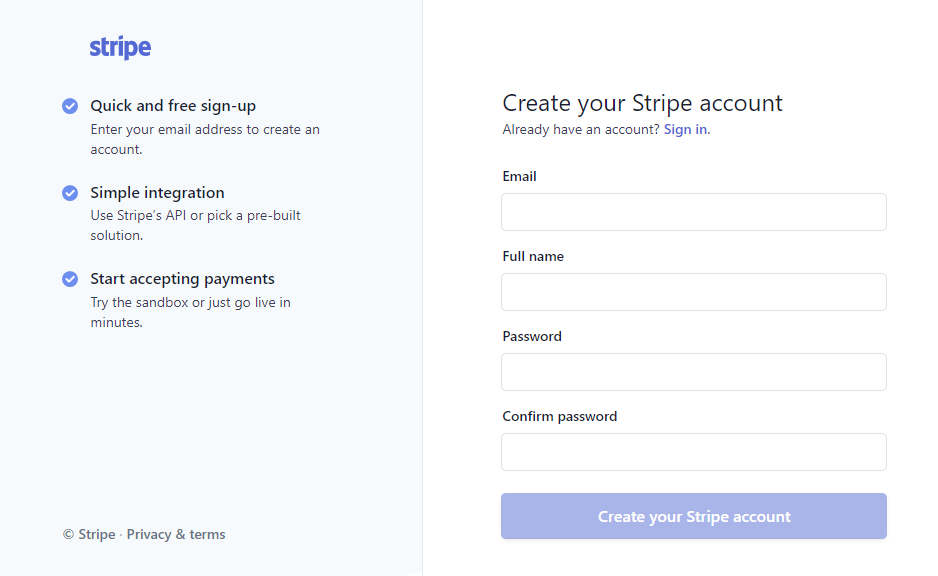 stripe
Quick and free sign-up
Enter your email address to create an
account.
Simple integration
Use Stripe's API or pick a pre-built
solution.
Start accepting payments
Try the sandbox or just go live in
minutes.
© Stripe · Privacy & terms
Create your Stripe account
Already have an account? Sign in.
Email
Full name
Password
Confirm password
Create your Stripe account